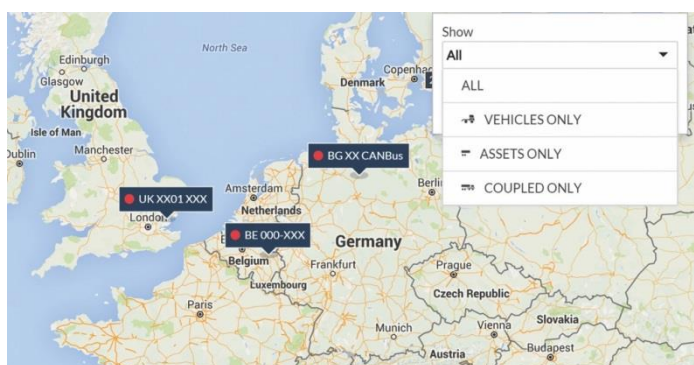 Show
All
ALL
VEHICLES ONLY
ASSETS ONLY
COUPLED ONLY
North Sea
Edinburgh
Glasgow
United
Kingdom
Isle of Man
Manchester
Dublin
UK XX01 XXX
London
Denmark
BG XX CANBus
Amsterdam
Netherlands
BE 000-XXX
Belgium
Germany
Frankfurt
Luxembourg
Paris
Prague
Czech Republic
Munich
Vienna
Slovakia
Austria
Budapest